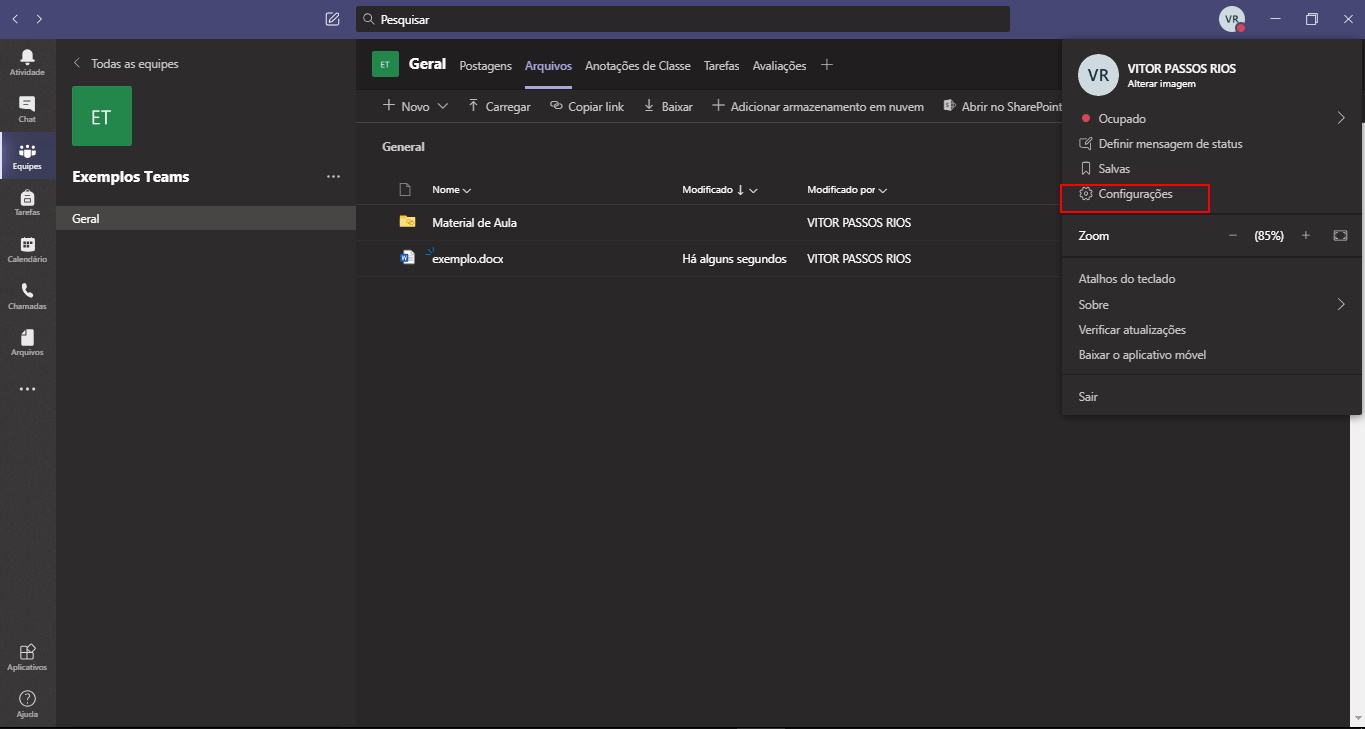 Pesquisar
VR
Atividade
Chat
Equipes
Tarefas
Calendário
Chamadas
Arquivos
Aplicativos
Ajuda
Todas as equipes
ET
Exemplos Teams
Geral
ET Geral Postagens Arquivos Anotações de Classe Tarefas Avaliações
Novo Carregar Copiar link Baixar Adicionar armazenamento em nuvem Abrir no SharePoint
General
Nome Modificado Modificado por
Material de Aula VITOR PASSOS RIOS
exemplo.docx Há alguns segundos VITOR PASSOS RIOS
VR VITOR PASSOS RIOS
Alterar imagem
Ocupado
Definir mensagem de status
Salvas
Configurações
Zoom (85%)
Atalhos do teclado
Sobre
Verificar atualizações
Baixar o aplicativo móvel
Sair